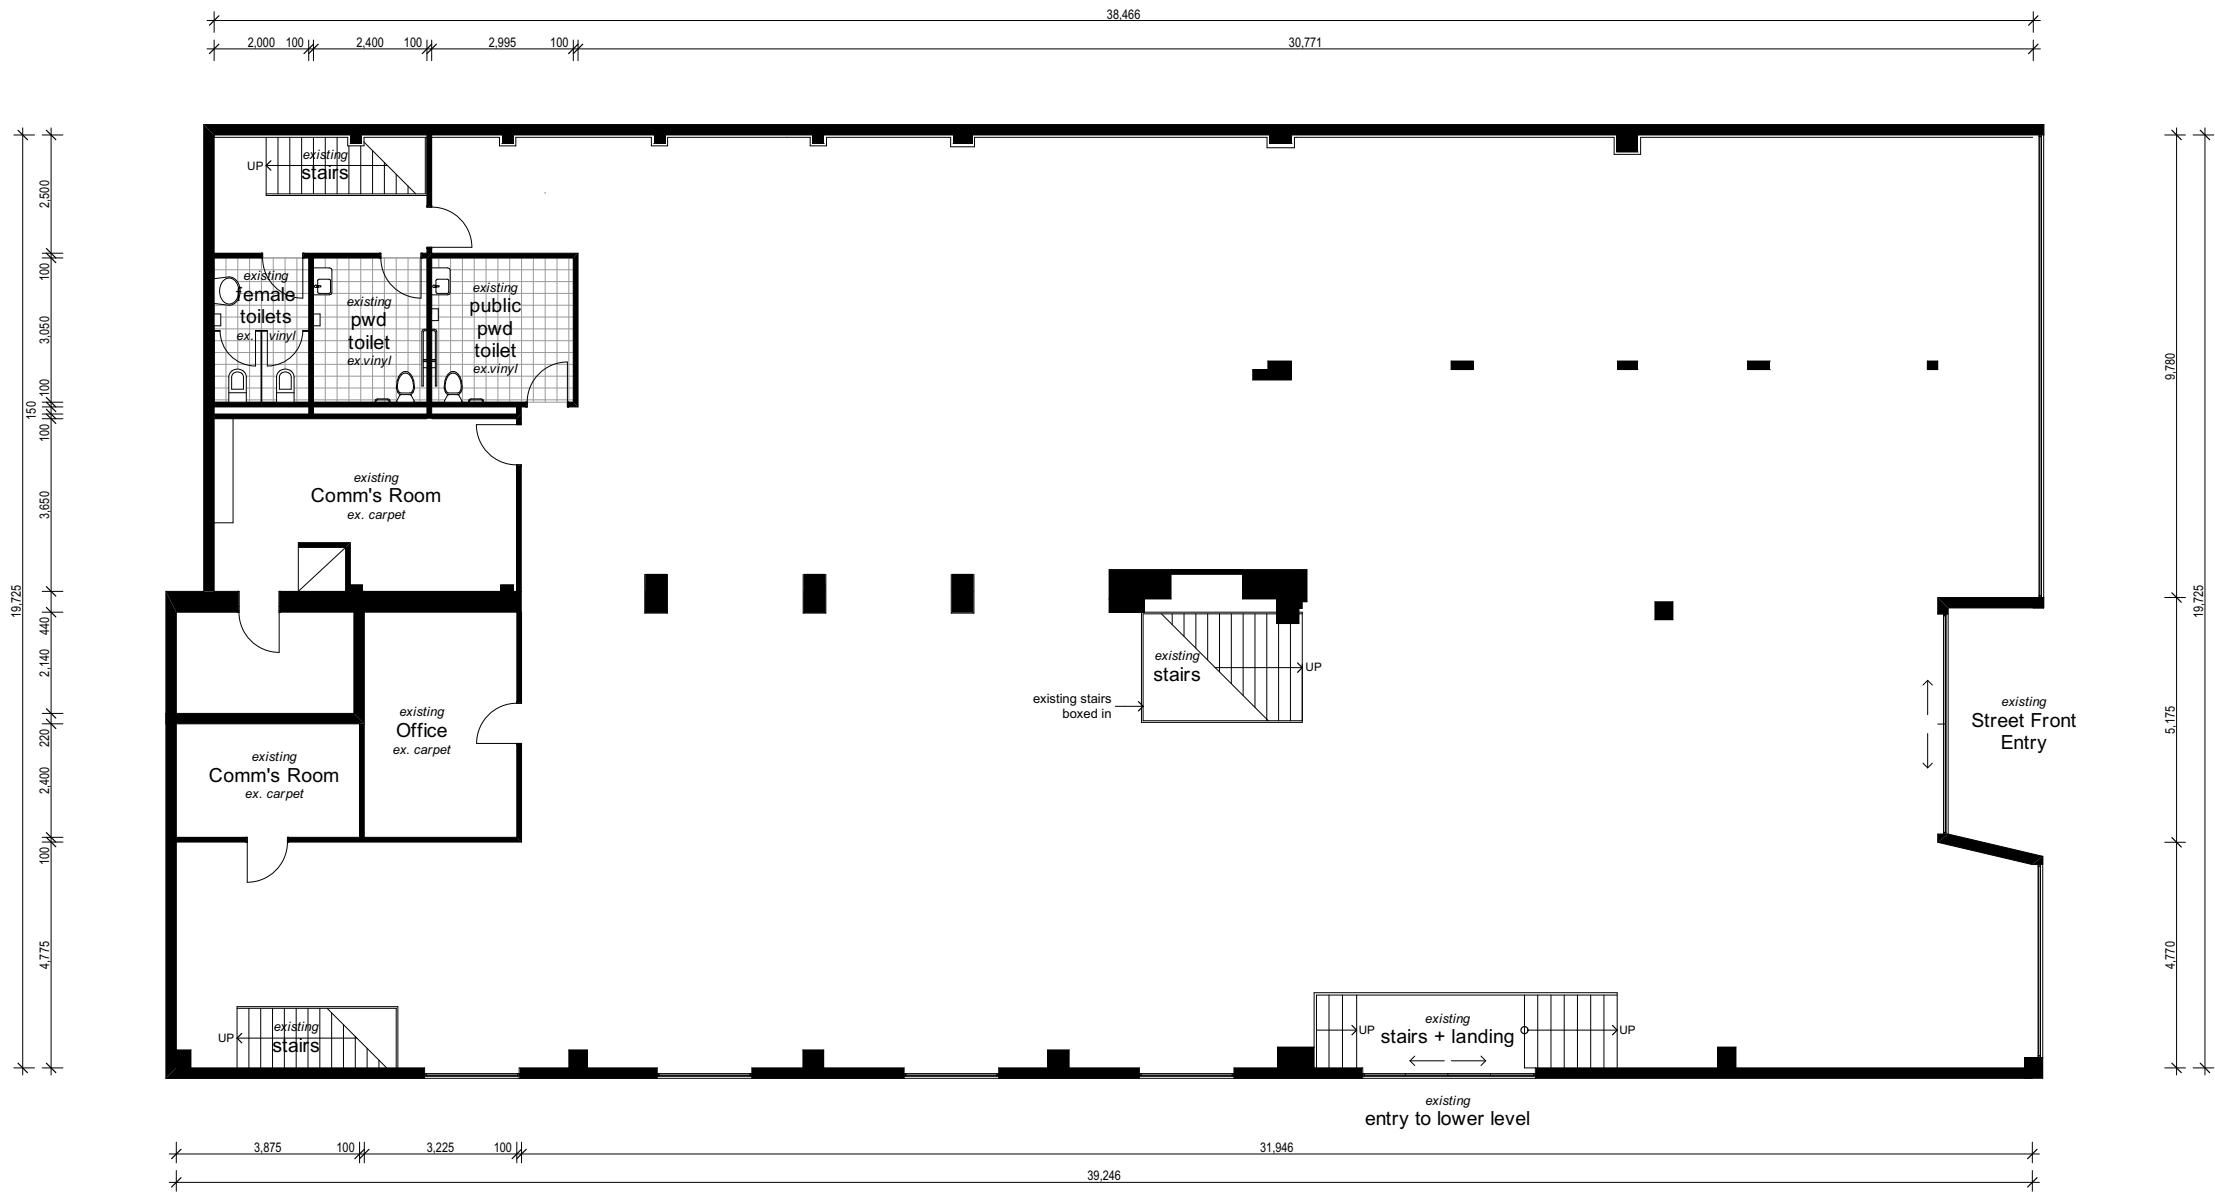 38,466
2,000 100 2,400 100 2,995 100 30,771
existing
stairs
UP
existing
female
toilets
ex. vinyl
existing
pwd
toilet
ex.vinyl
existing
public
pwd
toilet
ex.vinyl
existing
Comm's Room
ex. carpet
existing
Office
ex. carpet
existing
Comm's Room
ex. carpet
existing
stairs
UP
existing stairs
boxed in
existing
Street Front
Entry
UP
existing
stairs
UP
existing
stairs + landing
UP
existing
entry to lower level
19,725
2,500
100
3,050
100
150
100
3,650
440
2,140
220
2,400
100
4,775
9,780
5,175
4,770
19,725
3,875 100 3,225 100 31,946
39,246